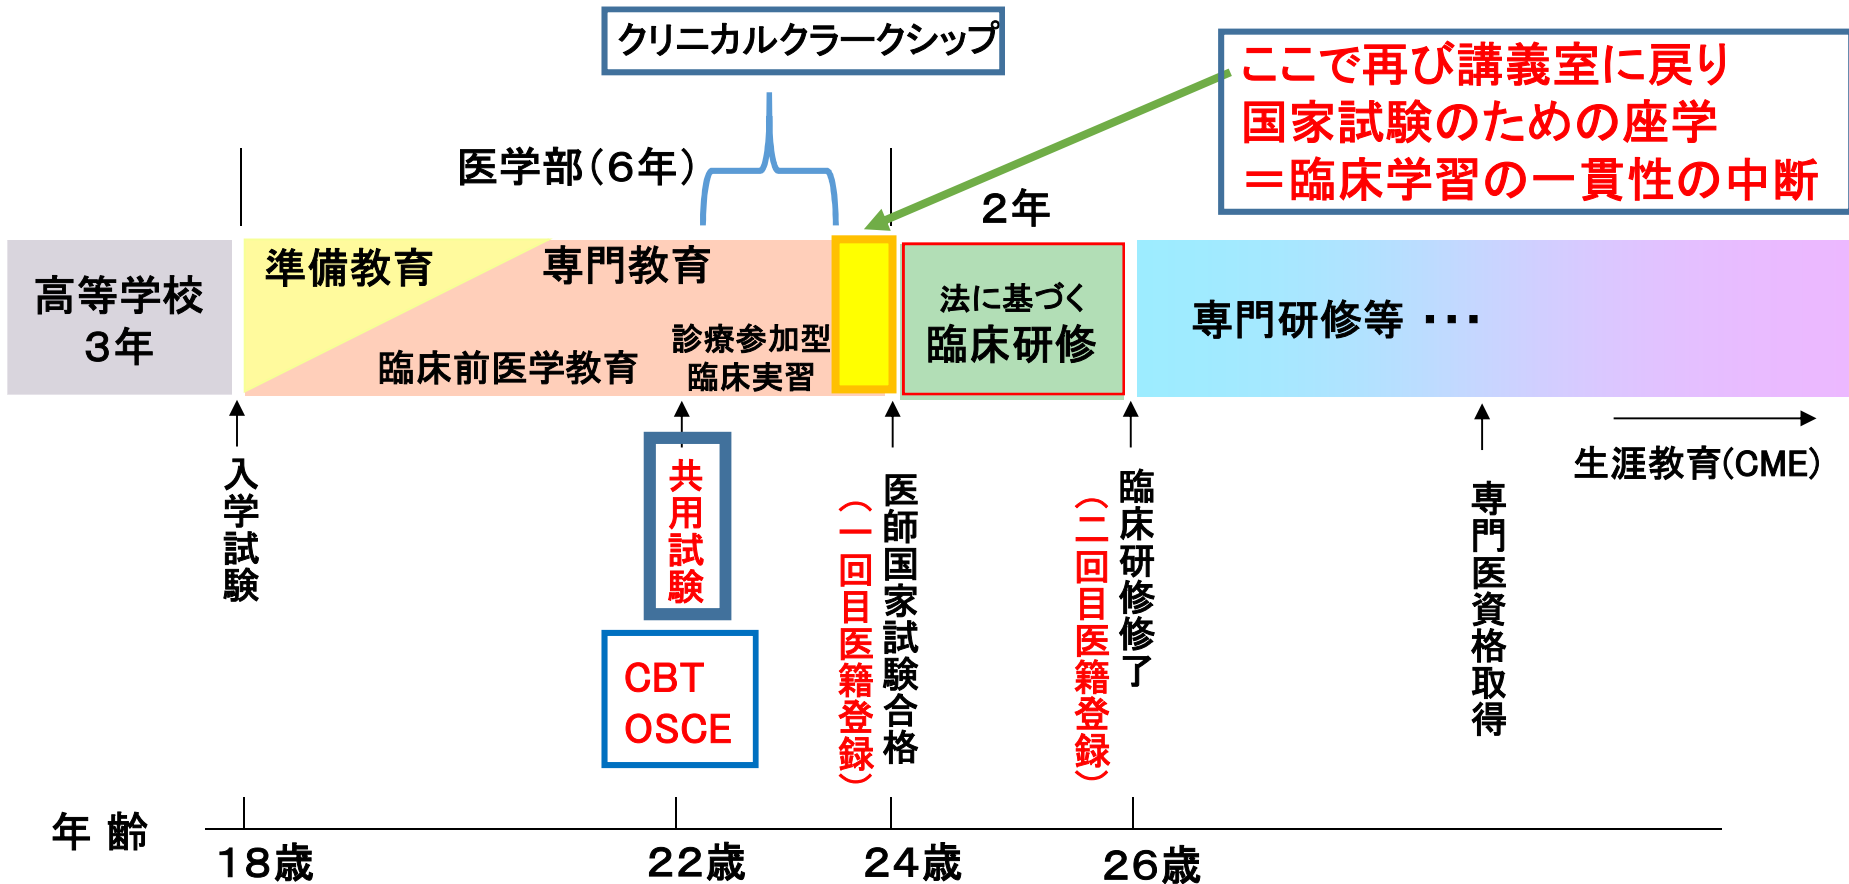 クリニカルクラークシップ
ここで再び講義室に戻り
国家試験のための座学
＝臨床学習の一貫性の中断
医学部（６年）
２年
高等学校
３年
準備教育
専門教育
臨床前医学教育
診療参加型
臨床実習
法に基づく
臨床研修
専門研修等 ・・・
生涯教育(CME)
入学試験
共用試験
CBT
OSCE
医師国家試験合格
（一回目医籍登録）
臨床研修修了
（二回目医籍登録）
専門医資格取得
年 齢
１８歳
２２歳
２４歳
２６歳